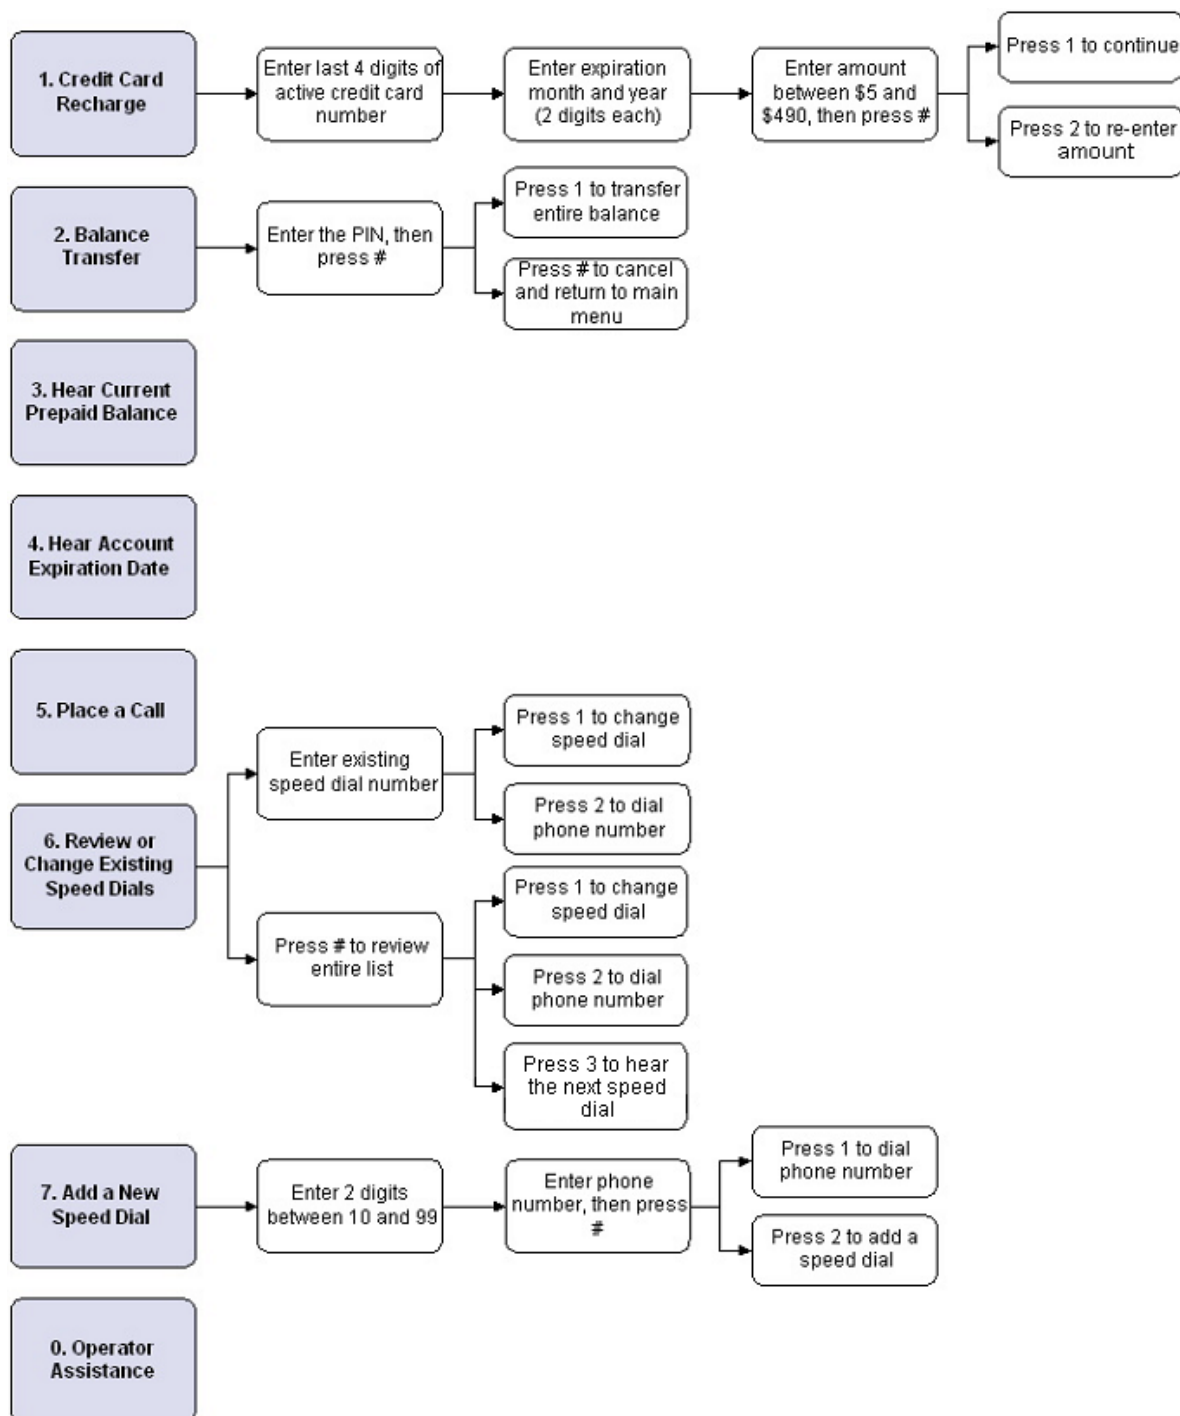 1. Credit Card
Recharge
Enter last 4 digits of
active credit card
number
Enter expiration
month and year
(2 digits each)
Enter amount
between $5 and
$490, then press #
Press 1 to continue
Press 2 to re-enter
amount
2. Balance
Transfer
Enter the PIN, then
press #
Press 1 to transfer
entire balance
Press # to cancel
and return to main
menu
3. Hear Current
Prepaid Balance
4. Hear Account
Expiration Date
5. Place a Call
6. Review or
Change Existing
Speed Dials
Enter existing
speed dial number
Press 1 to change
speed dial
Press 2 to dial
phone number
Press # to review
entire list
Press 1 to change
speed dial
Press 2 to dial
phone number
Press 3 to hear
the next speed
dial
7. Add a New
Speed Dial
Enter 2 digits
between 10 and 99
Enter phone
number, then press
#
Press 1 to dial
phone number
Press 2 to add a
speed dial
0. Operator
Assistance